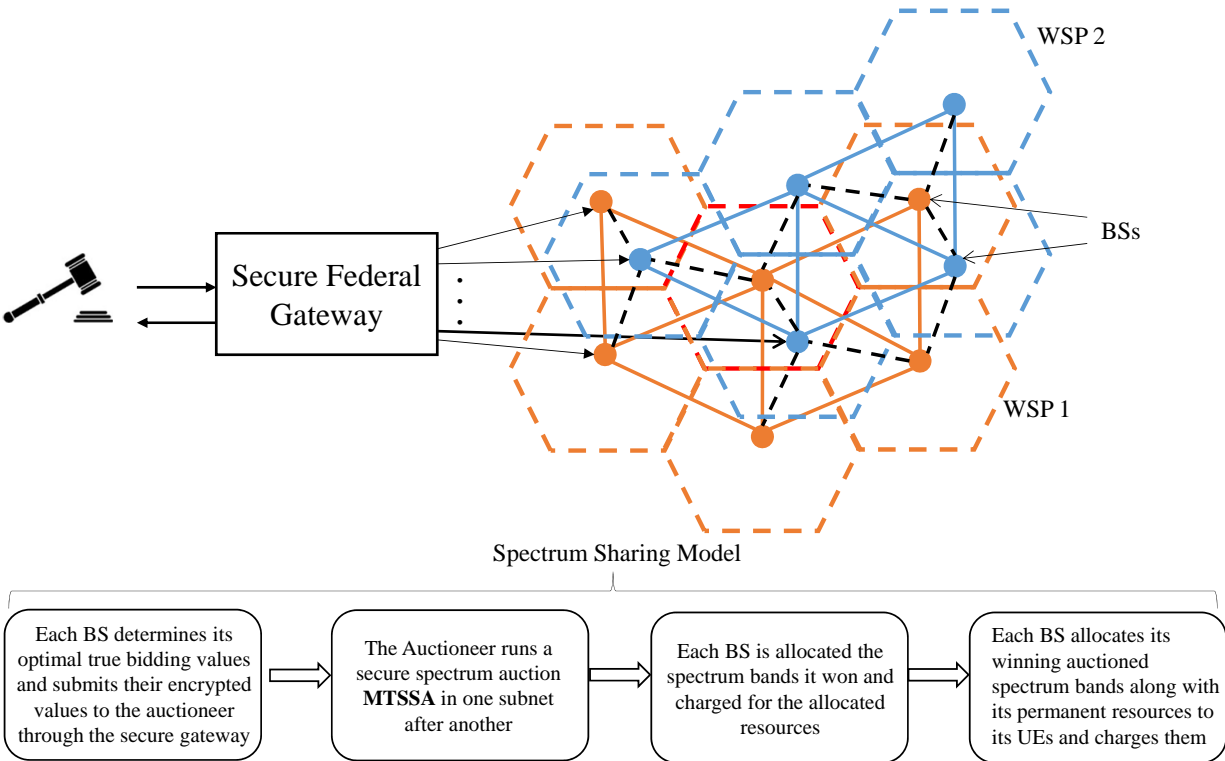 WSP 2
BSs
Secure Federal
Gateway
WSP 1
Spectrum Sharing Model
Each BS determines its
optimal true bidding values
and submits their encrypted
values to the auctioneer
through the secure gateway
The Auctioneer runs a
secure spectrum auction
MTSSA in one subnet
after another
Each BS is allocated the
spectrum bands it won and
charged for the allocated
resources
Each BS allocates its
winning auctioned
spectrum bands along with
its permanent resources to
its UEs and charges them